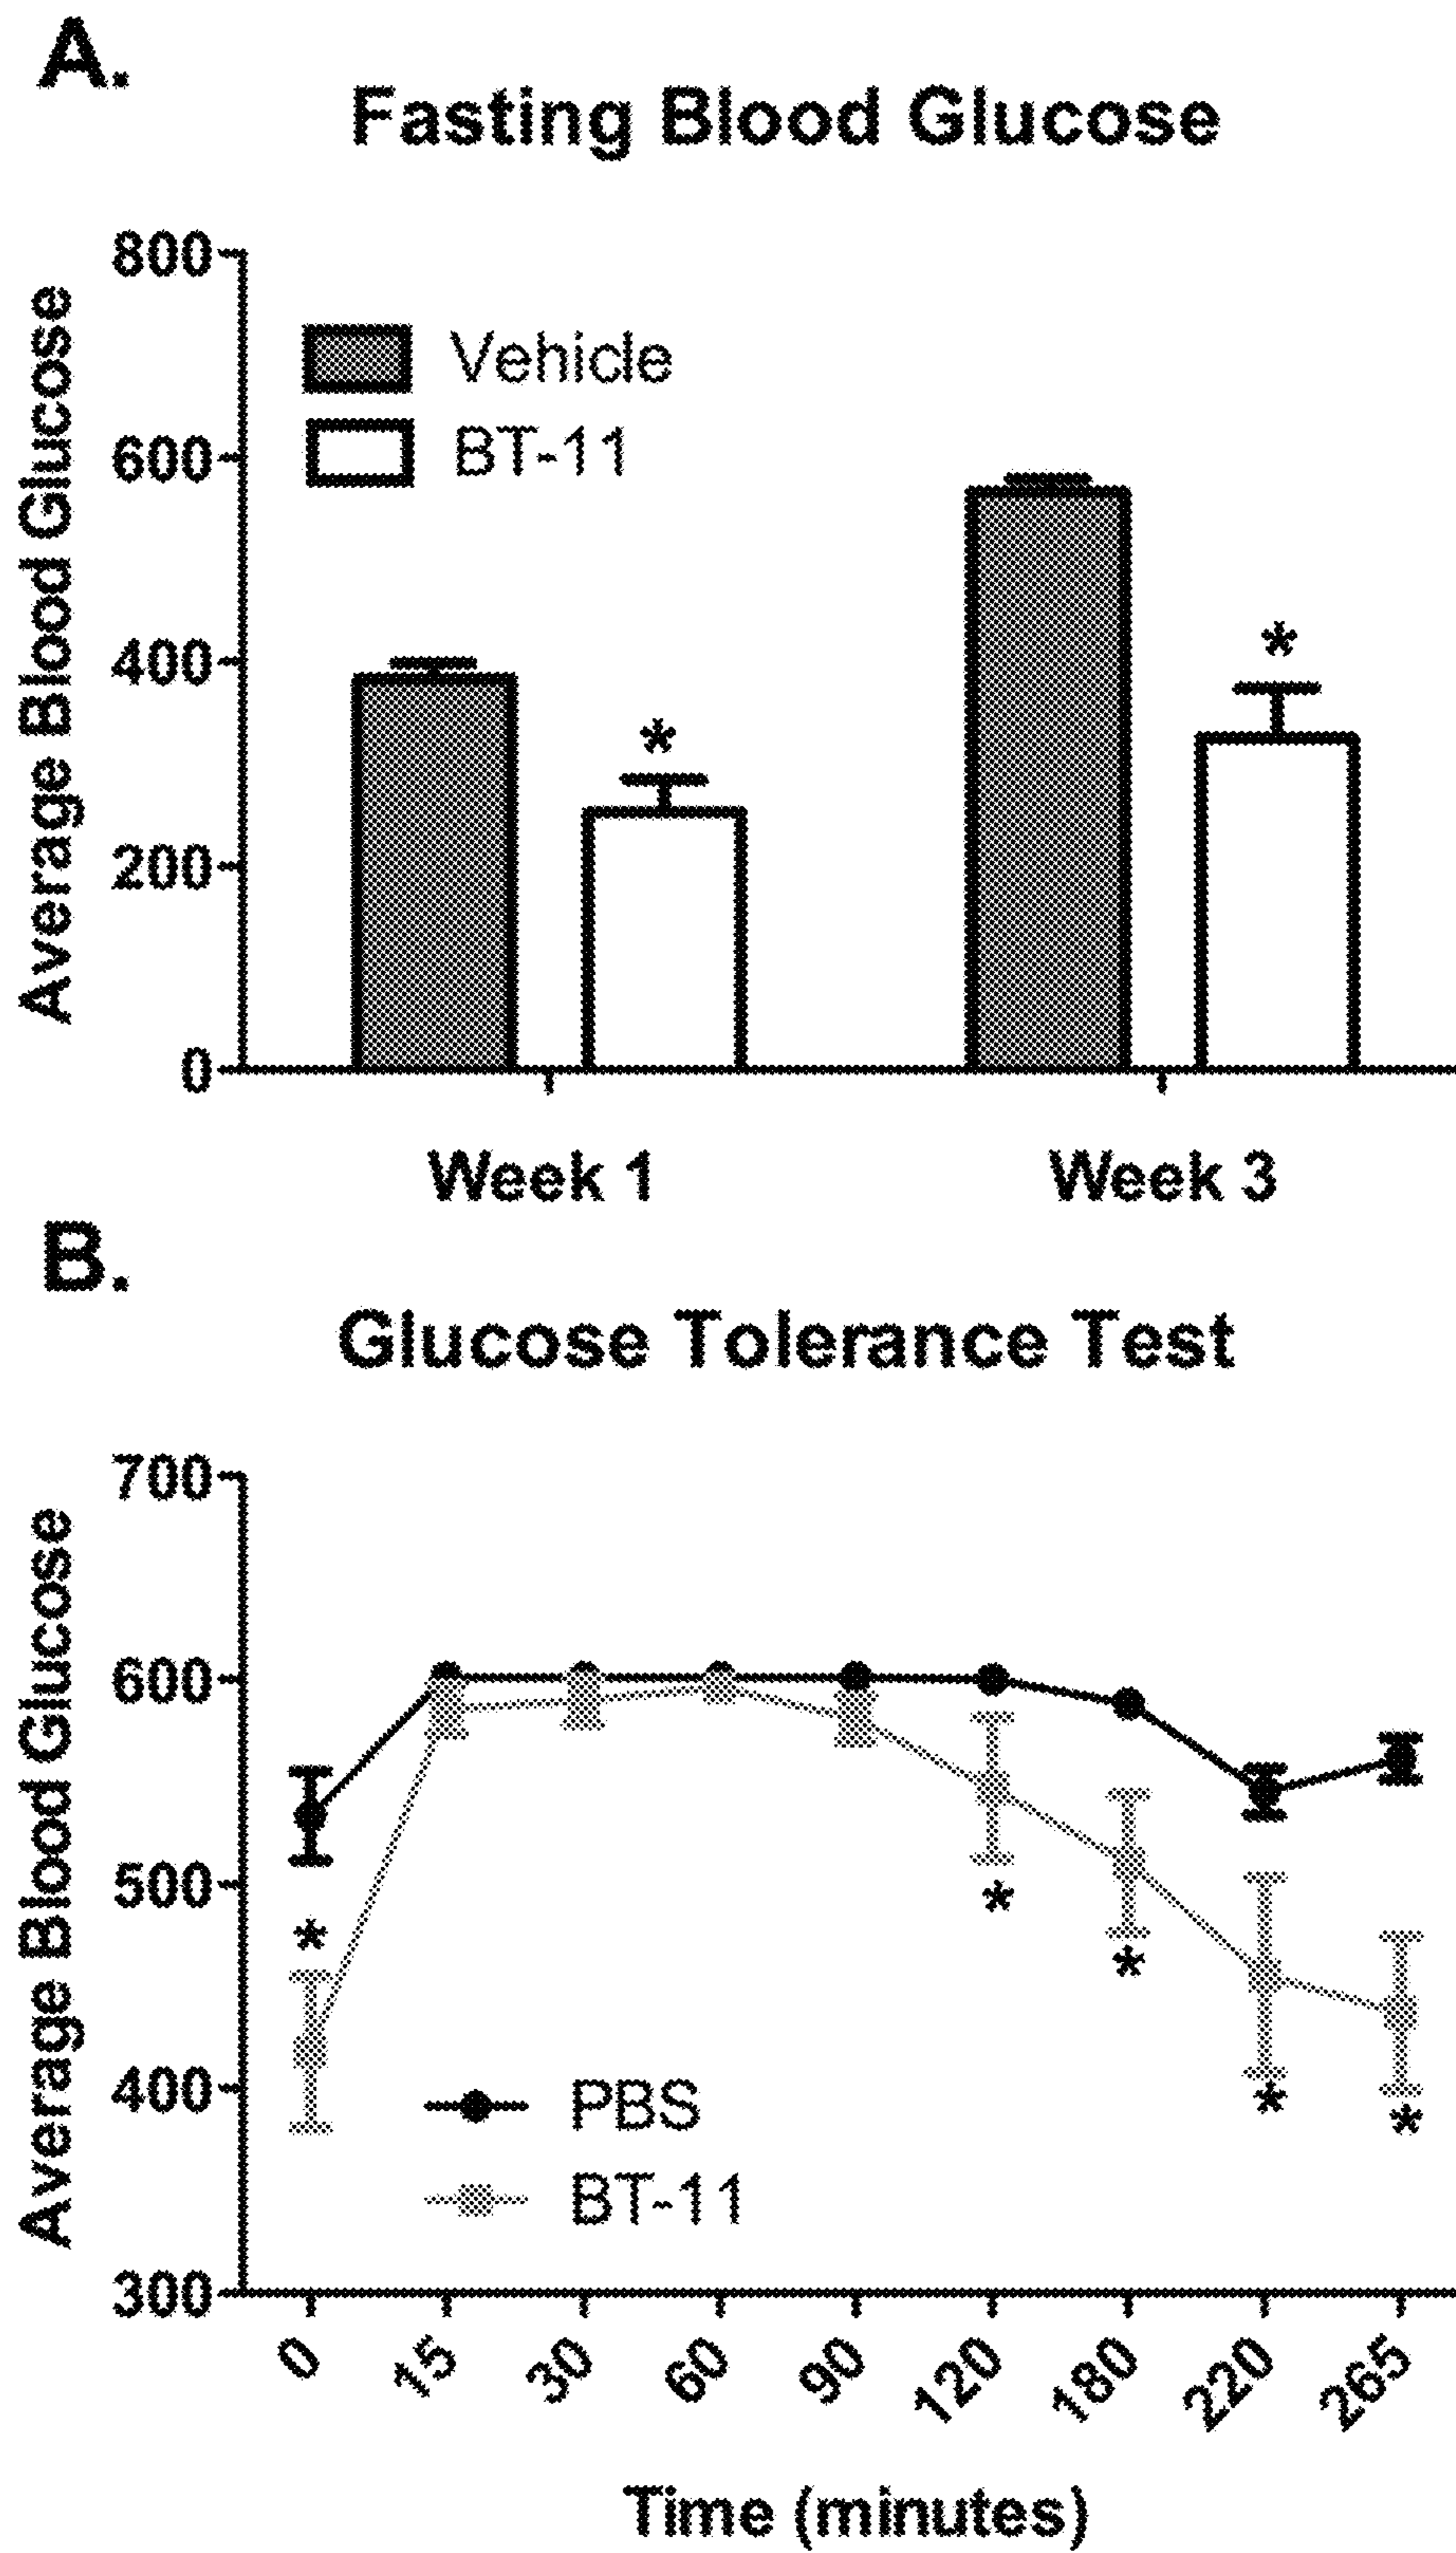 A.
Fasting Blood Glucose
Average Blood Glucose
800
600
400
200
0
Vehicle
BT-11
*
*
Week 1
Week 3
B.
Glucose Tolerance Test
Average Blood Glucose
700
600
500
400
300
*
*
*
*
*
PBS
BT-11
0
15
30
60
90
120
180
220
265
Time (minutes)